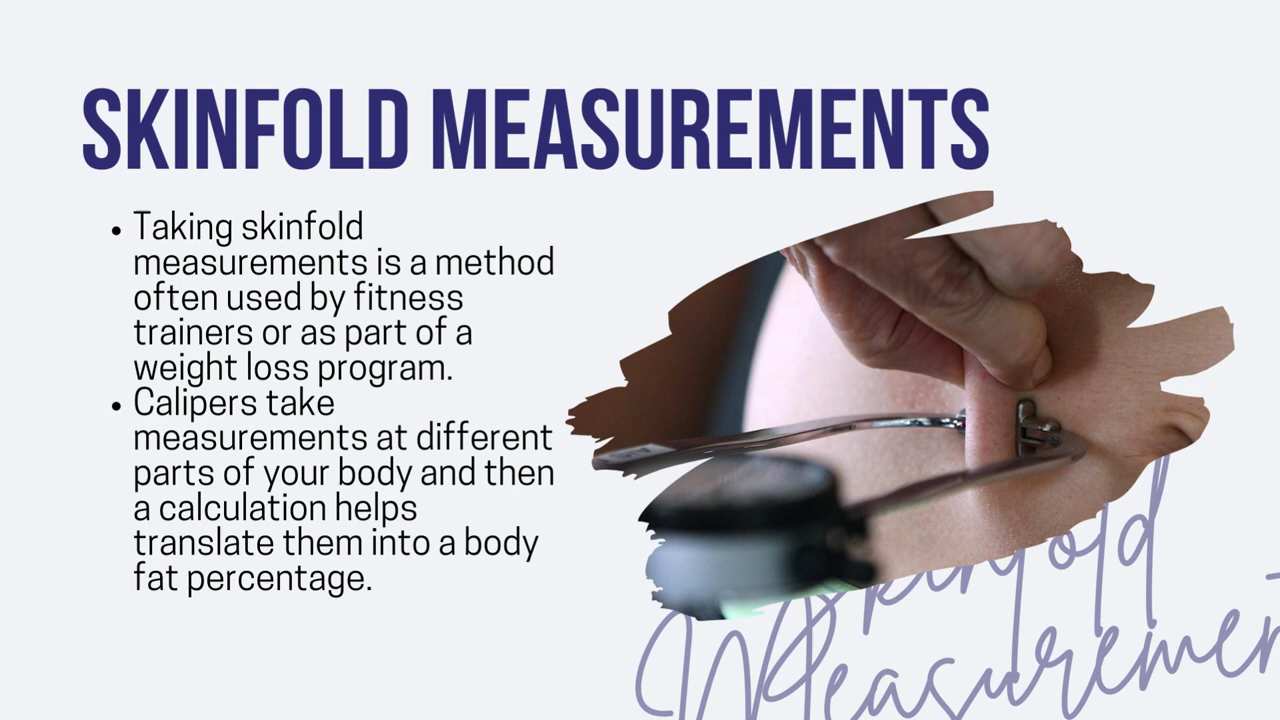 SKINFOLD MEASUREMENTS
• Taking skinfold
measurements is a method
often used by fitness
trainers or as part of a
weight loss program.
• Calipers take
measurements at different
parts of your body and then
a calculation helps
translate them into a body
fat percentage.
Skinfold
Measuremen